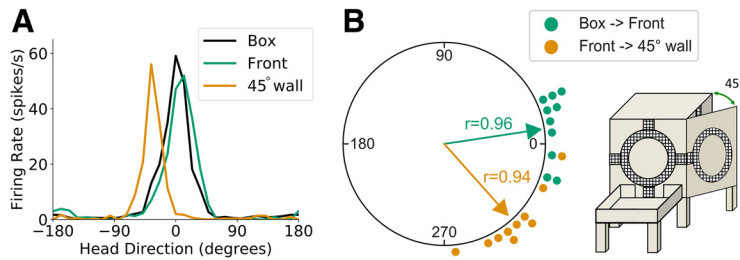 A
Firing Rate (spikes/s)
60
40
20
0
−180
−90
0
90
180
Head Direction (degrees)
Box
Front
45° wall
B
Box -> Front
Front -> 45° wall
90
180
0
270
r=0.96
r=0.94
45°